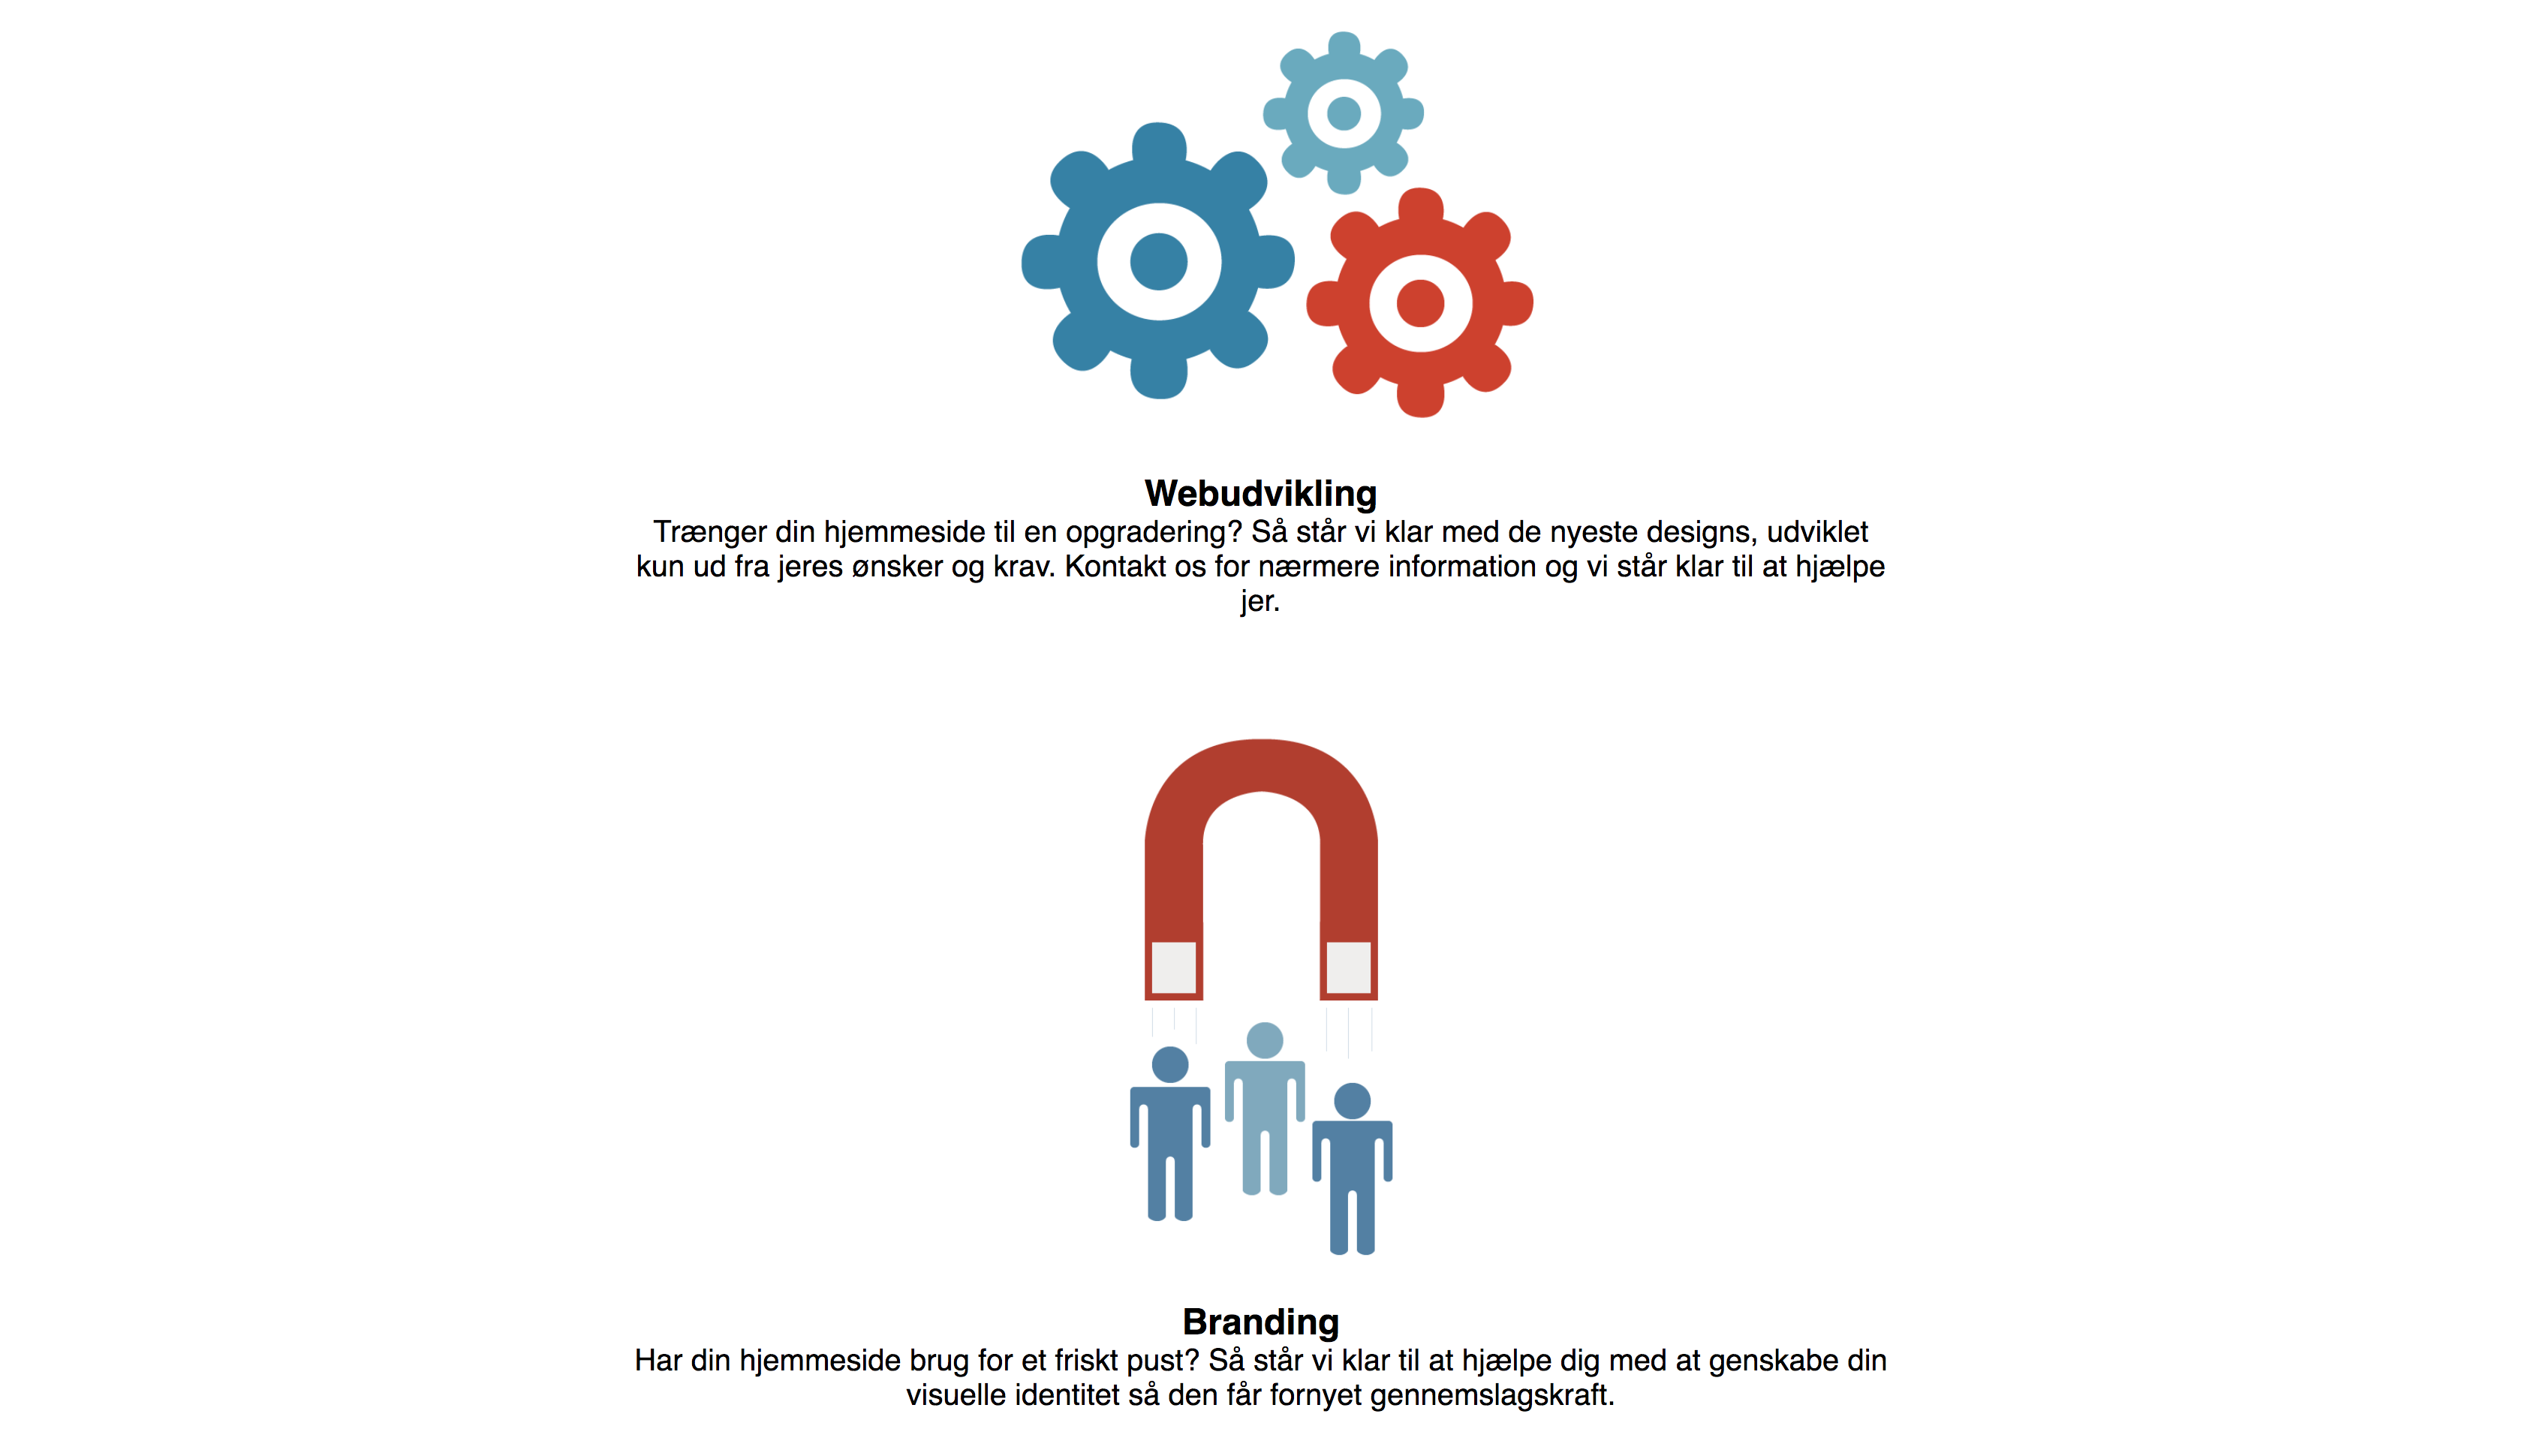 Webudvikling
Trænger din hjemmeside til en opgradering? Så står vi klar med de nyeste designs, udviklet
kun ud fra jeres ønsker og krav. Kontakt os for nærmere information og vi står klar til at hjælpe
jer.
Branding
Har din hjemmeside brug for et friskt pust? Så står vi klar til at hjælpe dig med at genskabe din
visuelle identitet så den får fornyet gennemslagskraft.